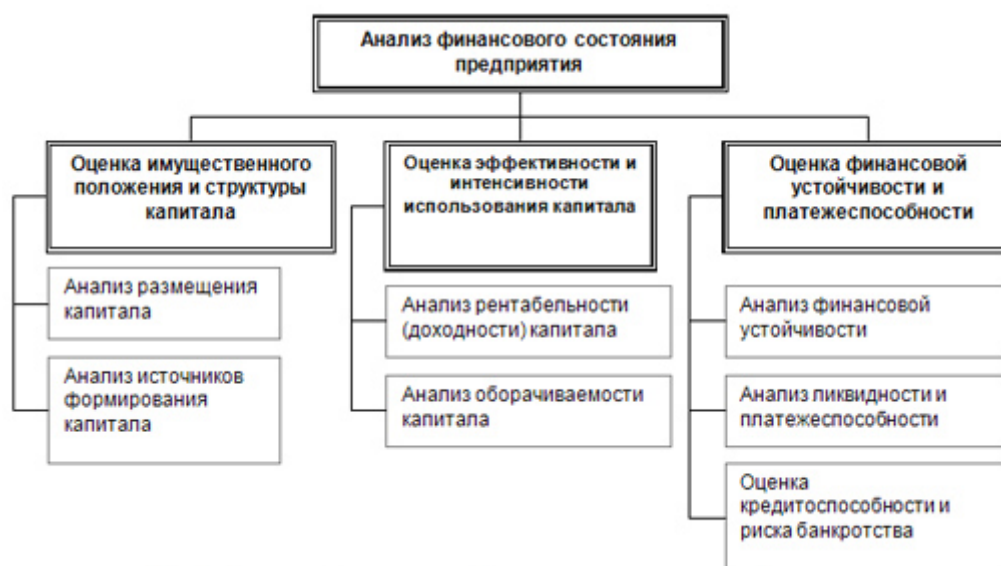 Анализ финансового состояния
предприятия
Оценка имущественного
положения и структуры
капитала
Анализ размещения
капитала
Анализ источников
формирования
капитала
Оценка эффективности и
интенсивности
использования капитала
Анализ рентабельности
(доходности) капитала
Анализ оборачиваемости
капитала
Оценка финансовой
устойчивости и
платежеспособности
Анализ финансовой
устойчивости
Анализ ликвидности и
платежеспособности
Оценка
кредитоспособности и
риска банкротства